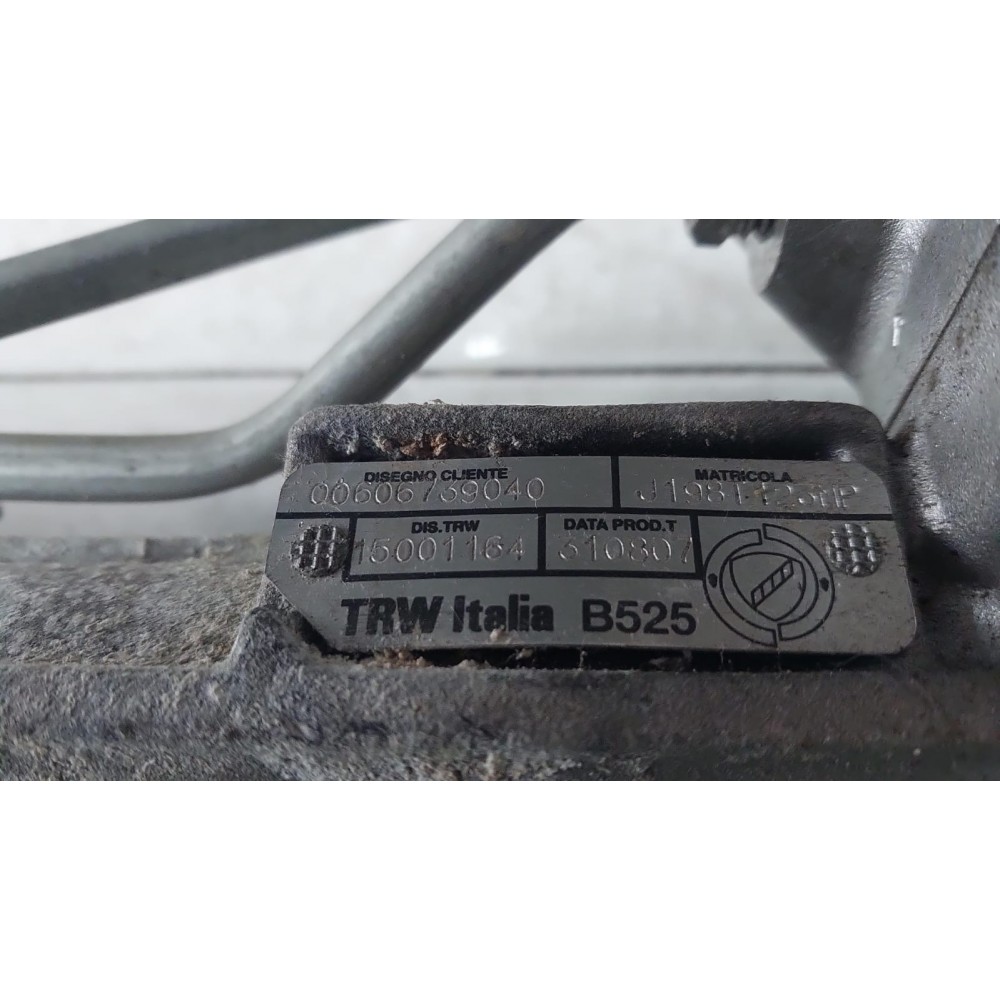 DISEGNO CLIENTE MATRICOLA
00606769040
DIS.TRW DATA PROD.T
15001164 310807
TRW Italia B525